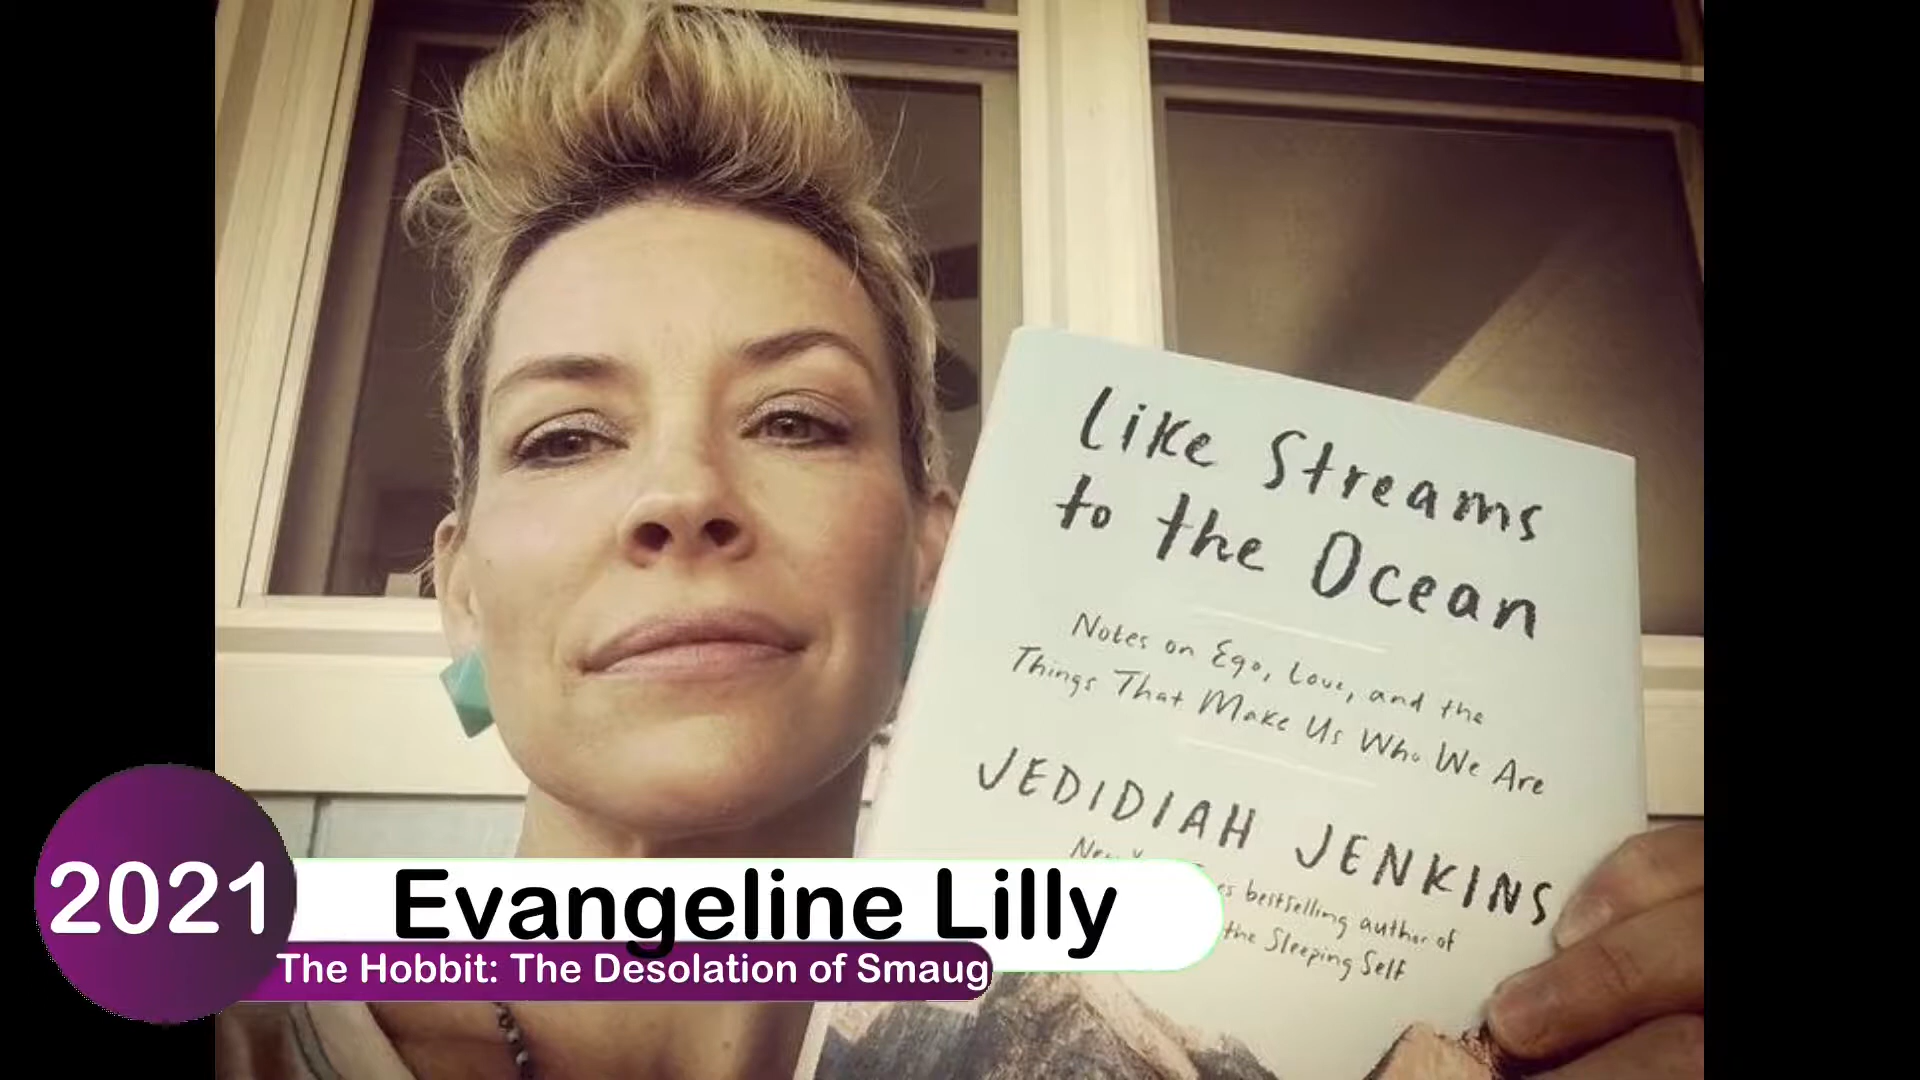 Like Streams
to the Ocean
Notes on Ego, Love, and the
Things That Make Us Who We Are
JEDIDIAH JENKINS
bestselling author of
the Sleeping Self
2021
Evangeline Lilly
The Hobbit: The Desolation of Smaug